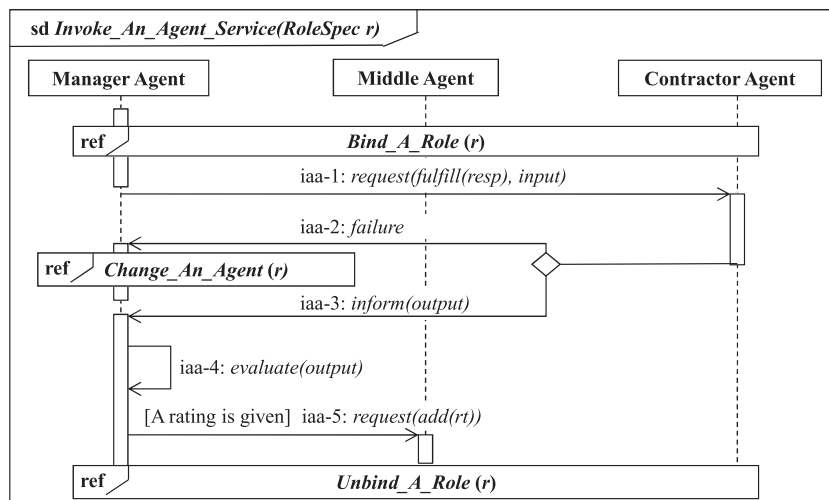 sd Invoke_An_Agent_Service(RoleSpec r)
Manager Agent
Middle Agent
Contractor Agent
ref
Bind_A_Role (r)
iaa-1: request(fulfill(resp), input)
iaa-2: failure
ref
Change_An_Agent (r)
iaa-3: inform(output)
iaa-4: evaluate(output)
[A rating is given] iaa-5: request(add(rt))
ref
Unbind_A_Role (r)